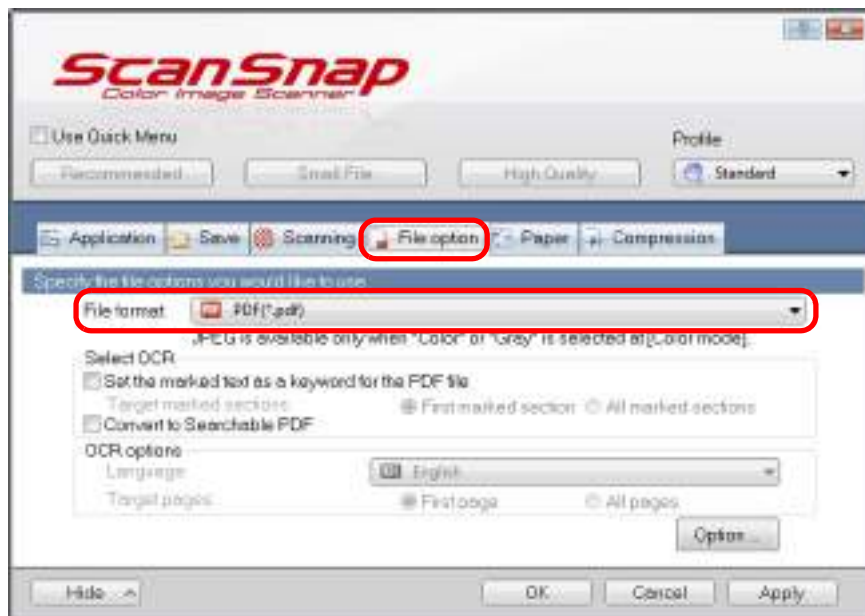 ScanSnap
Color Image Scanner
Use Quick Menu
Profile
Recommended Small File High Quality Standard
Application Save Scanning File option Paper Compression
Specify the file options you would like to use.
File format PDF(*.pdf)
JPEG is available only when "Color" or "Gray" is selected at [Color mode].
Select OCR
Set the marked text as a keyword for the PDF file
Target marked sections First marked section All marked sections
Convert to Searchable PDF
OCR options
Language English
Target pages First page All pages
Option ...
Hide OK Cancel Apply